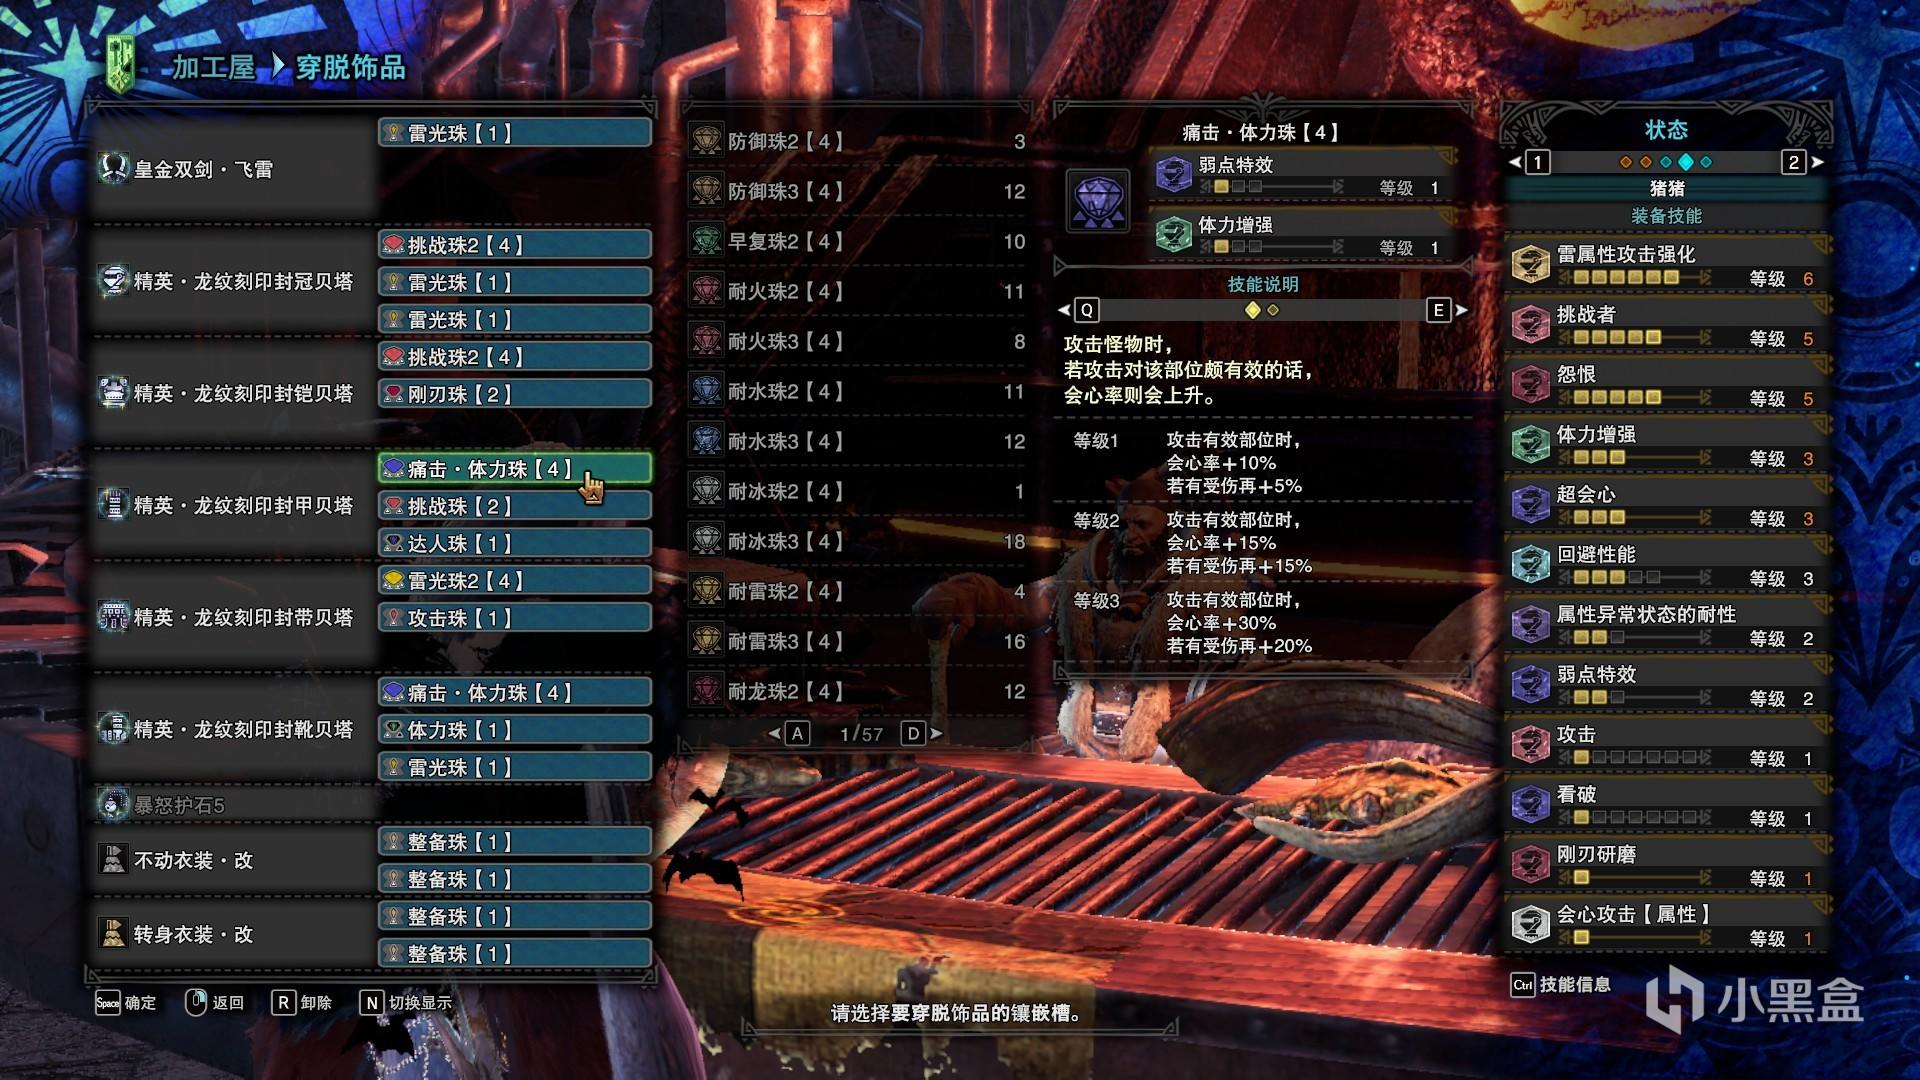 加工屋 穿脱饰品
皇金双剑・飞雷
雷光珠【1】
精英・龙纹刻印封冠贝塔
挑战珠2【4】
雷光珠【1】
雷光珠【1】
精英・龙纹刻印封铠贝塔
挑战珠2【4】
刚刃珠【2】
精英・龙纹刻印封甲贝塔
痛击・体力珠【4】
挑战珠【2】
达人珠【1】
精英・龙纹刻印封带贝塔
雷光珠2【4】
攻击珠【1】
精英・龙纹刻印封靴贝塔
痛击・体力珠【4】
体力珠【1】
雷光珠【1】
暴怒护石5
不动衣装・改
整备珠【1】
整备珠【1】
转身衣装・改
整备珠【1】
整备珠【1】
Space 确定 返回 R 卸除 N 切换显示
防御珠2【4】 3
防御珠3【4】 12
早复珠2【4】 10
耐火珠2【4】 11
耐火珠3【4】 8
耐水珠2【4】 11
耐水珠3【4】 12
耐冰珠2【4】 1
耐冰珠3【4】 18
耐雷珠2【4】 4
耐雷珠3【4】 16
耐龙珠2【4】 12
A 1/57 D
痛击・体力珠【4】
弱点特效
等级 1
体力增强
等级 1
技能说明
Q E
攻击怪物时，
若攻击对该部位颇有效的话，
会心率则会上升。
等级1 攻击有效部位时，
会心率+10%
若有受伤再+5%
等级2 攻击有效部位时，
会心率+15%
若有受伤再+15%
等级3 攻击有效部位时，
会心率+30%
若有受伤再+20%
请选择要穿脱饰品的镶嵌槽。
状态
1 2
猪猪
装备技能
雷属性攻击强化
等级 6
挑战者
等级 5
怨恨
等级 5
体力增强
等级 3
超会心
等级 3
回避性能
等级 3
属性异常状态的耐性
等级 2
弱点特效
等级 2
攻击
等级 1
看破
等级 1
刚刃研磨
等级 1
会心攻击【属性】
等级 1
Ctrl 技能信息
小黑盒